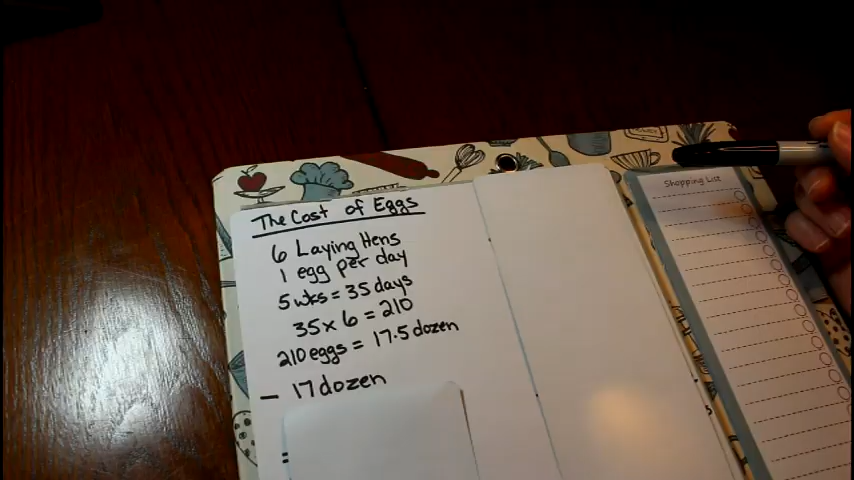 The Cost of Eggs
6 Laying Hens
1 egg per day
5 wks = 35 days
35 x 6 = 210
210 eggs = 17.5 dozen
— 17 dozen
=
Shopping List